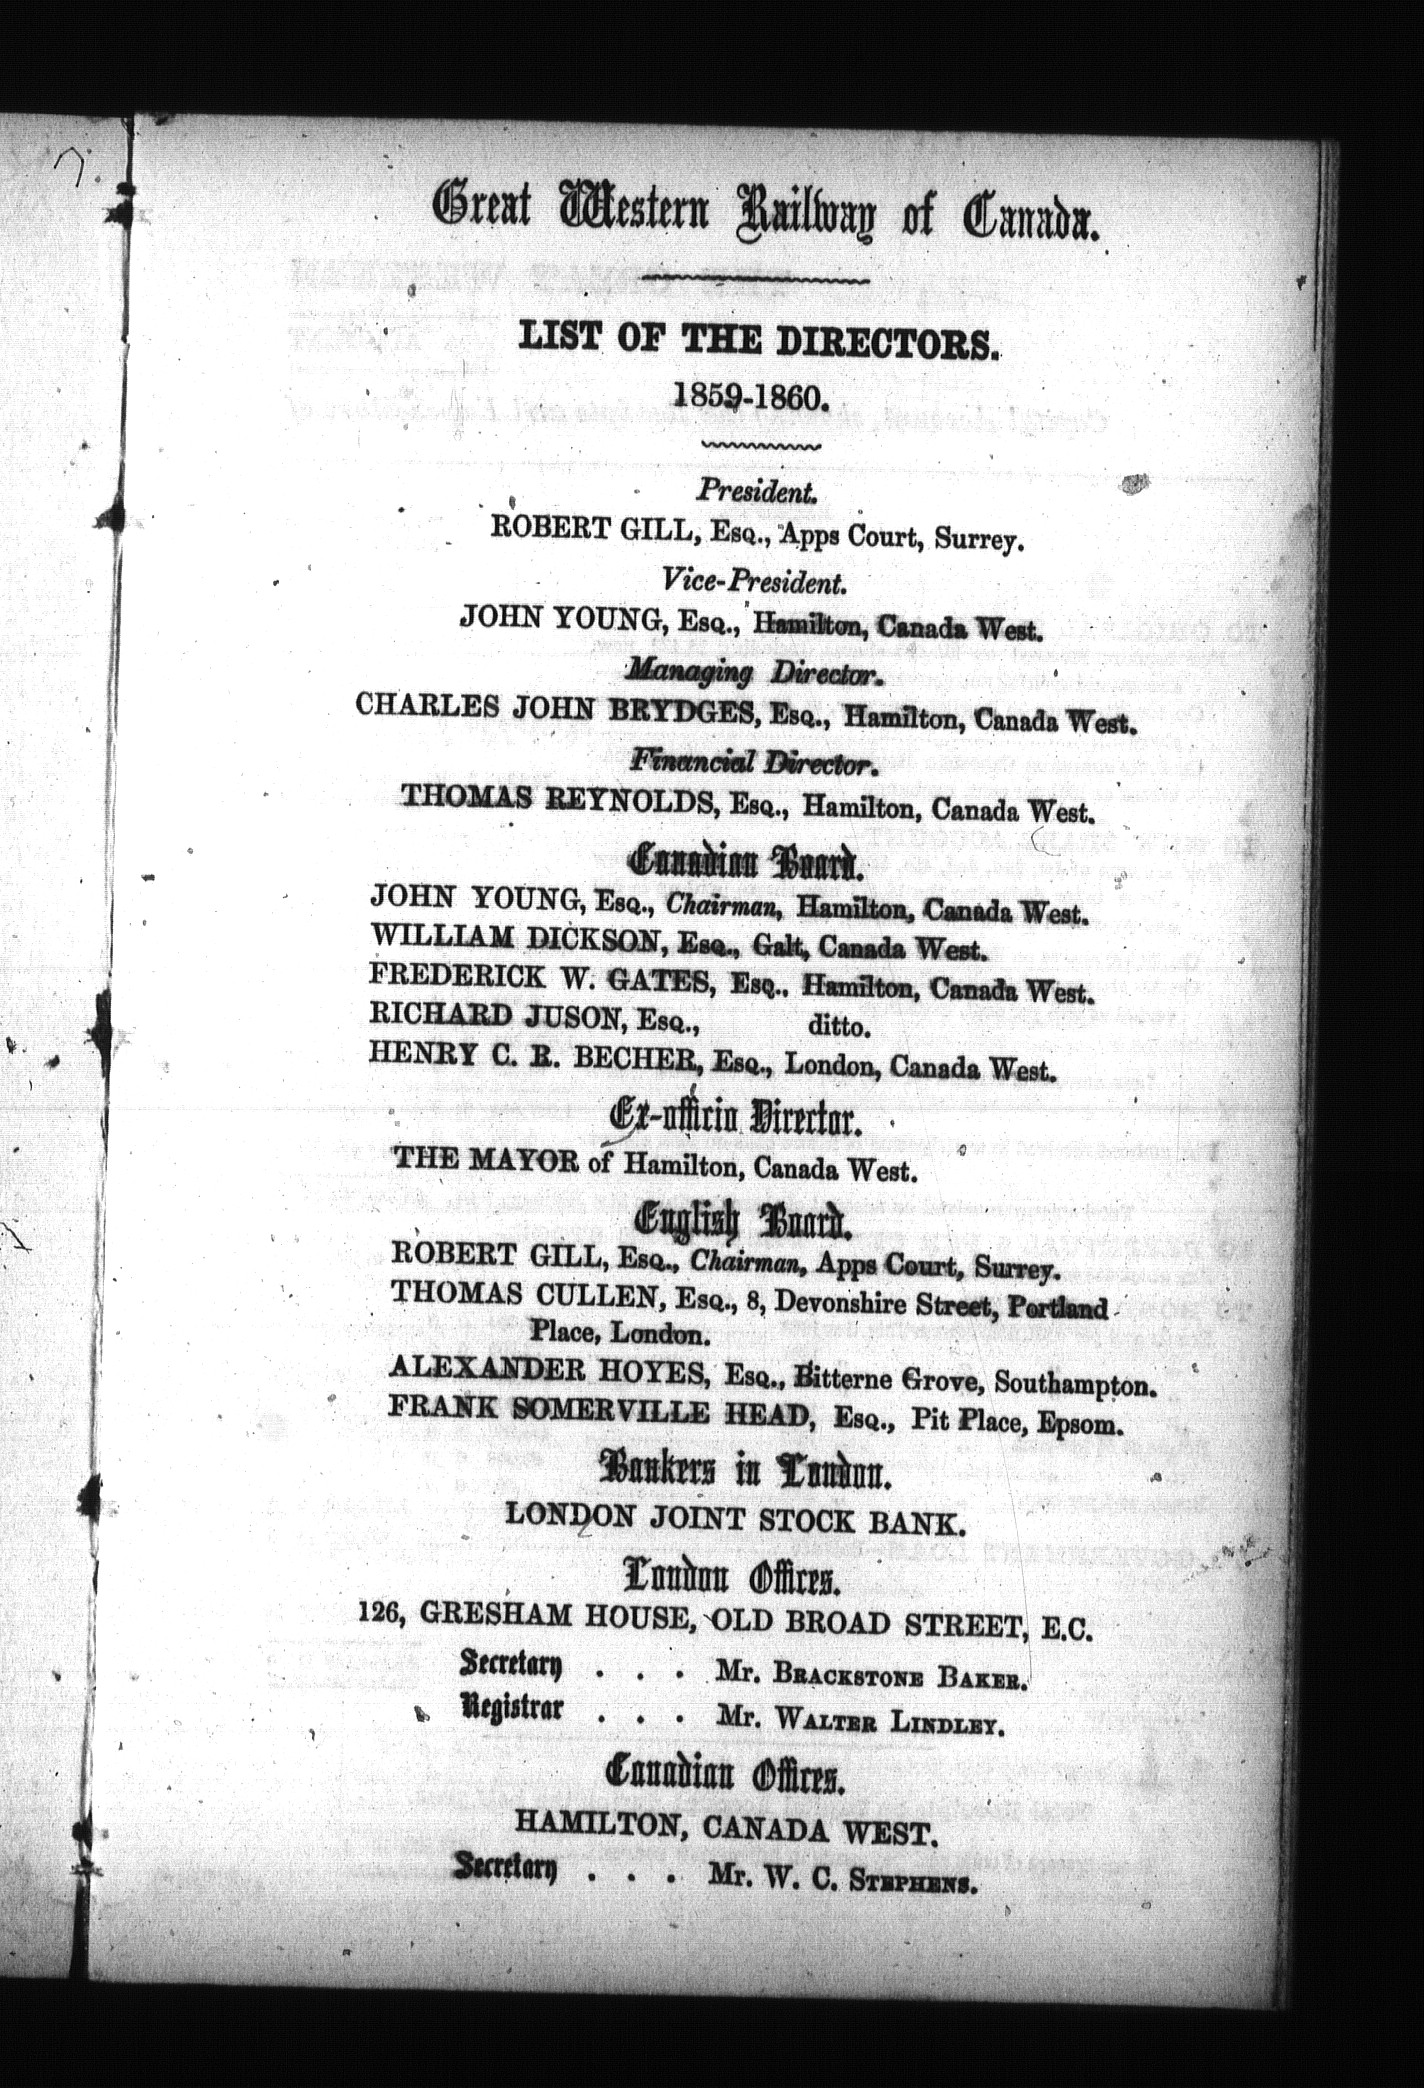 Great Western Railway of Canada.
LIST OF THE DIRECTORS.
1859-1860.
President.
ROBERT GILL, Esq., Apps Court, Surrey.
Vice-President.
JOHN YOUNG, Esq., Hamilton, Canada West.
Managing Director.
CHARLES JOHN BRYDGES, Esq., Hamilton, Canada West.
Financial Director.
THOMAS REYNOLDS, Esq., Hamilton, Canada West.
Canadian Board.
JOHN YOUNG, Esq., Chairman, Hamilton, Canada West.
WILLIAM DICKSON, Esq., Galt, Canada West.
FREDERICK W. GATES, Esq., Hamilton, Canada West.
RICHARD JUSON, Esq., ditto.
HENRY C. R. BECHER, Esq., London, Canada West.
Ex-officio Director.
THE MAYOR of Hamilton, Canada West.
English Board.
ROBERT GILL, Esq., Chairman, Apps Court, Surrey.
THOMAS CULLEN, Esq., 8, Devonshire Street, Portland
Place, London.
ALEXANDER HOYES, Esq., Bitterne Grove, Southampton.
FRANK SOMERVILLE HEAD, Esq., Pit Place, Epsom.
Bankers in London.
LONDON JOINT STOCK BANK.
London Offices.
126, GRESHAM HOUSE, OLD BROAD STREET, E.C.
Secretary . . . Mr. BRACKSTONE BAKER.
Registrar . . . Mr. WALTER LINDLEY.
Canadian Offices.
HAMILTON, CANADA WEST.
Secretary . . . Mr. W. C. STEPHENS.